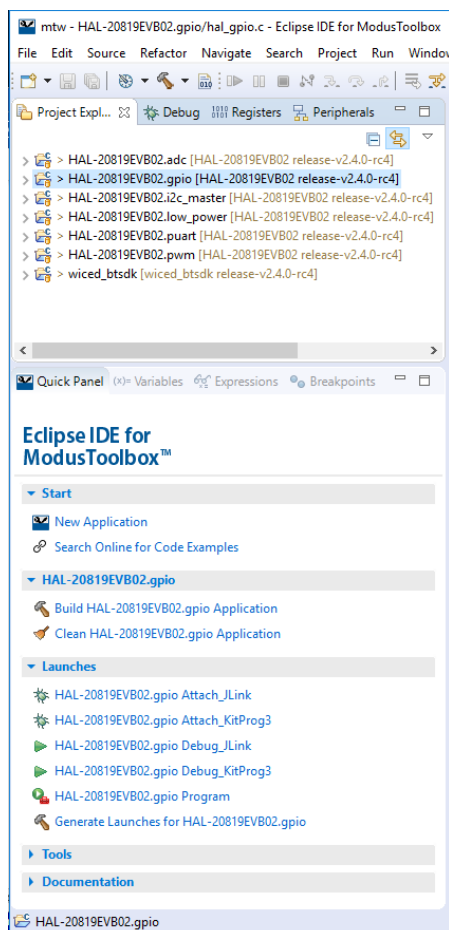 mtw - HAL-20819EVB02.gpio/hal_gpio.c - Eclipse IDE for ModusToolbox
File Edit Source Refactor Navigate Search Project Run Window
Project Expl... Debug Registers Peripherals
> HAL-20819EVB02.adc [HAL-20819EVB02 release-v2.4.0-rc4]
> HAL-20819EVB02.gpio [HAL-20819EVB02 release-v2.4.0-rc4]
> HAL-20819EVB02.i2c_master [HAL-20819EVB02 release-v2.4.0-rc4]
> HAL-20819EVB02.low_power [HAL-20819EVB02 release-v2.4.0-rc4]
> HAL-20819EVB02.puart [HAL-20819EVB02 release-v2.4.0-rc4]
> HAL-20819EVB02.pwm [HAL-20819EVB02 release-v2.4.0-rc4]
> wiced_btsdk [wiced_btsdk release-v2.4.0-rc4]
Quick Panel (x)= Variables Expressions Breakpoints
Eclipse IDE for
ModusToolbox™
Start
New Application
Search Online for Code Examples
HAL-20819EVB02.gpio
Build HAL-20819EVB02.gpio Application
Clean HAL-20819EVB02.gpio Application
Launches
HAL-20819EVB02.gpio Attach_JLink
HAL-20819EVB02.gpio Attach_KitProg3
HAL-20819EVB02.gpio Debug_JLink
HAL-20819EVB02.gpio Debug_KitProg3
HAL-20819EVB02.gpio Program
Generate Launches for HAL-20819EVB02.gpio
Tools
Documentation
HAL-20819EVB02.gpio